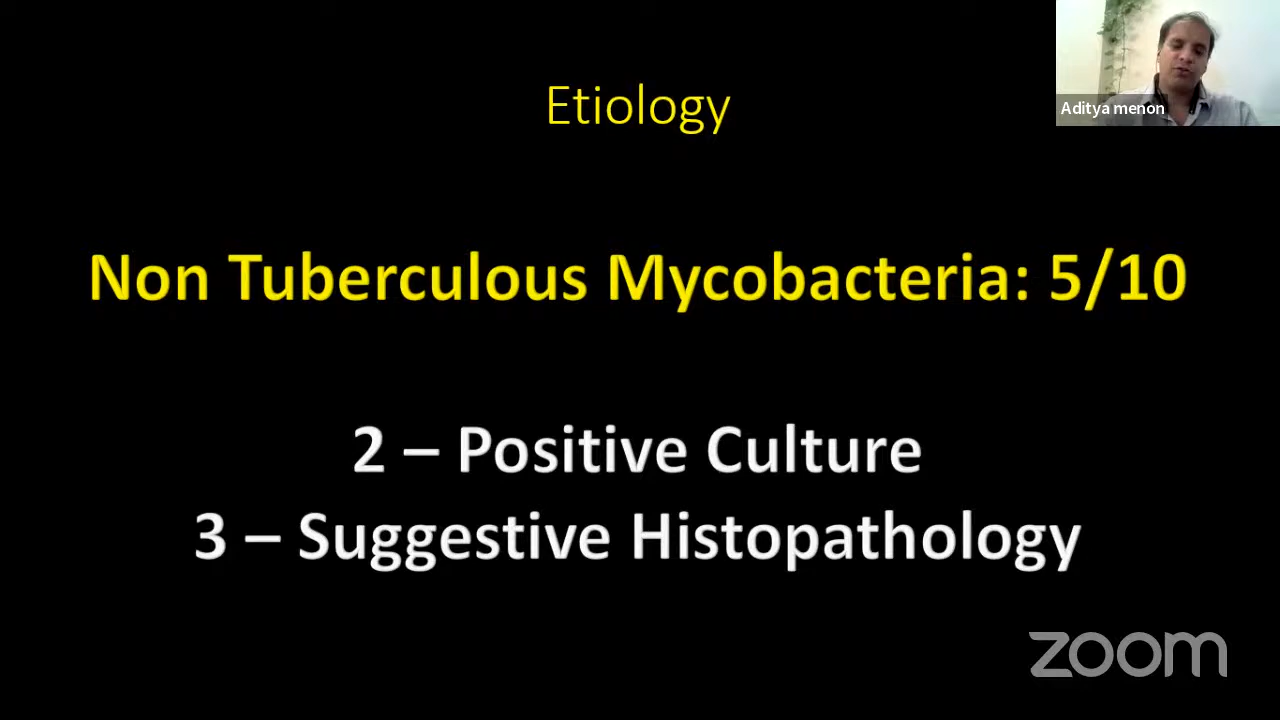 Etiology
Aditya menon
Non Tuberculous Mycobacteria: 5/10
2 – Positive Culture
3 – Suggestive Histopathology
zoom